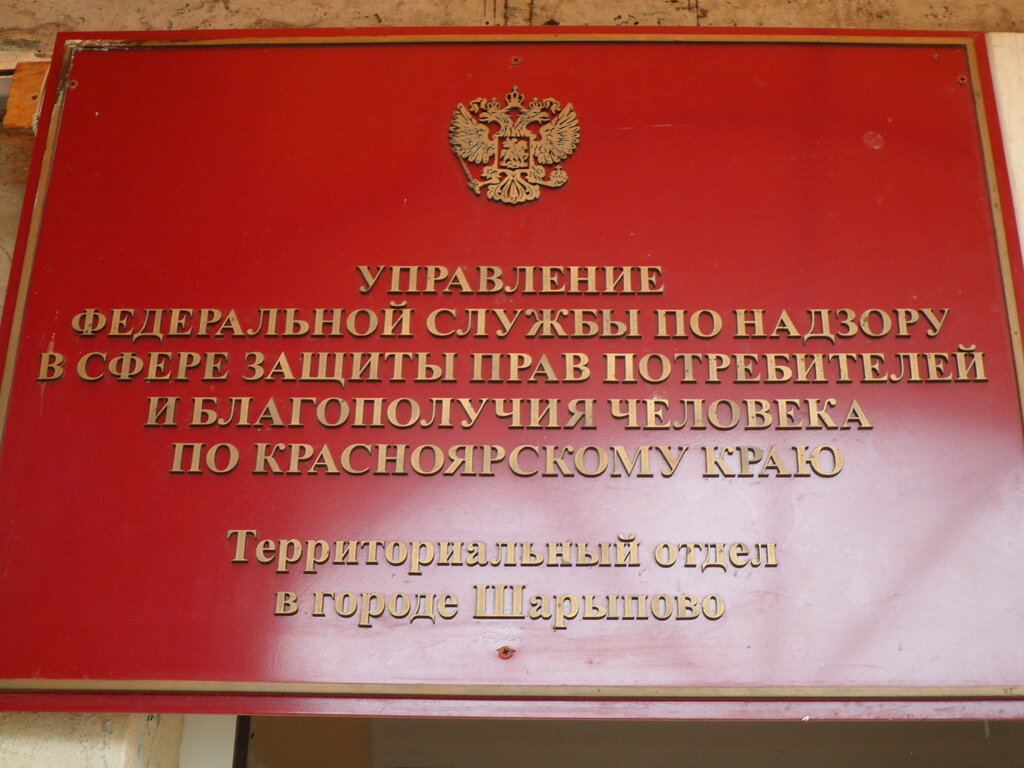 УПРАВЛЕНИЕ
ФЕДЕРАЛЬНОЙ СЛУЖБЫ ПО НАДЗОРУ
В СФЕРЕ ЗАЩИТЫ ПРАВ ПОТРЕБИТЕЛЕЙ
И БЛАГОПОЛУЧИЯ ЧЕЛОВЕКА
ПО КРАСНОЯРСКОМУ КРАЮ
Территориальный отдел
в городе Шарыпово